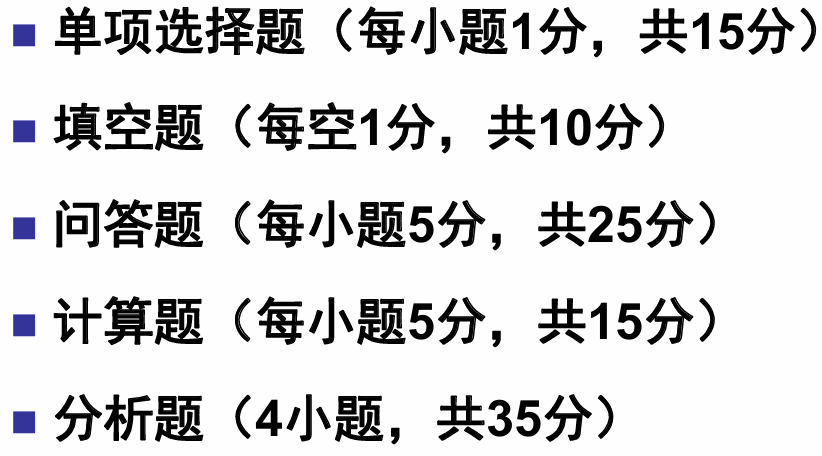 ■ 单项选择题（每小题1分，共15分）
■ 填空题（每空1分，共10分）
■ 问答题（每小题5分，共25分）
■ 计算题（每小题5分，共15分）
■ 分析题（4小题，共35分）